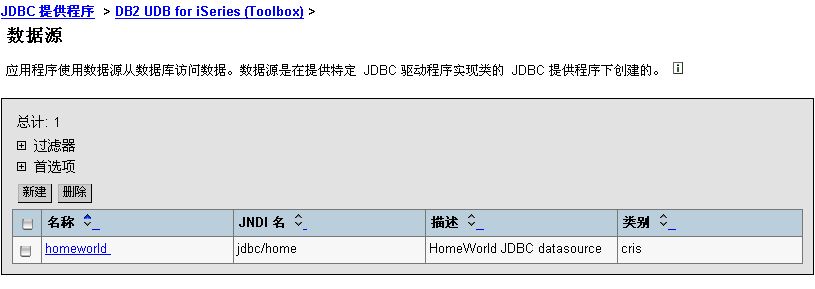 JDBC 提供程序 > DB2 UDB for iSeries (Toolbox) >
数据源
应用程序使用数据源从数据库访问数据。数据源是在提供特定 JDBC 驱动程序实现类的 JDBC 提供程序下创建的。
总计: 1
过滤器
首选项
新建 删除
名称 JNDI 名 描述 类别
homeworld jdbc/home HomeWorld JDBC datasource cris